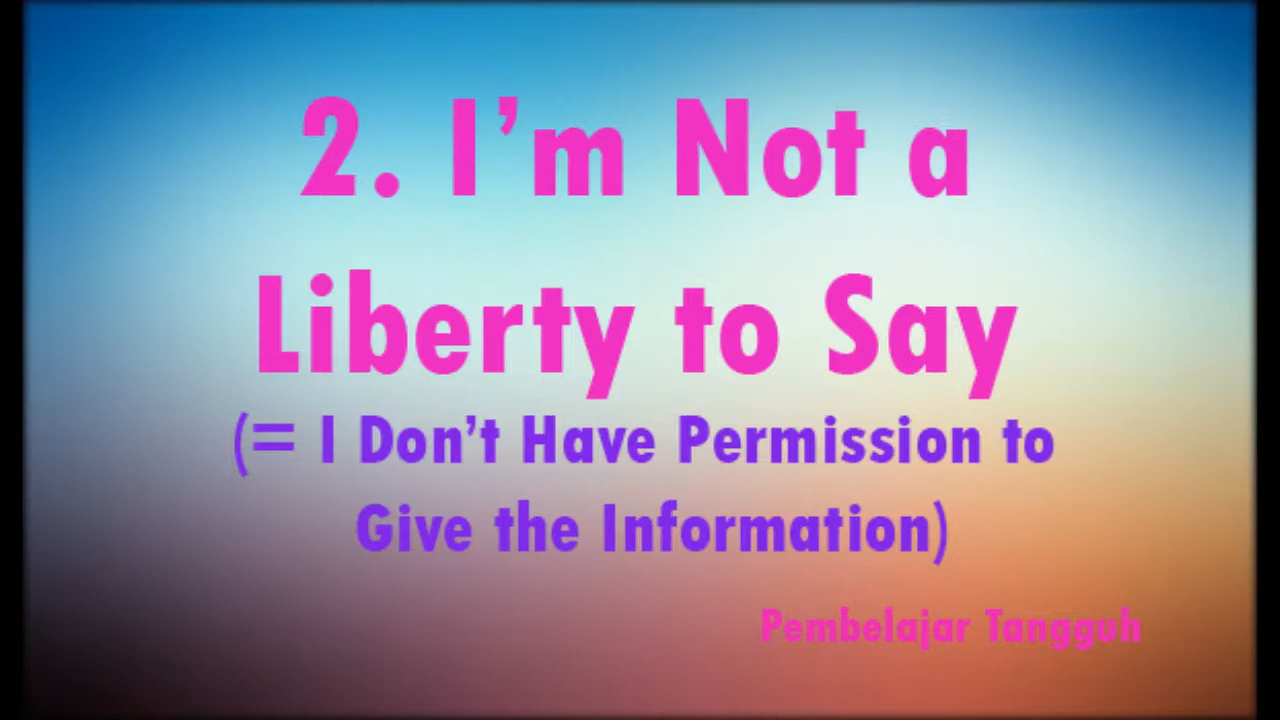 2. I'm Not a
Liberty to Say
(= I Don't Have Permission to
Give the Information)
Pembelajar Tangguh